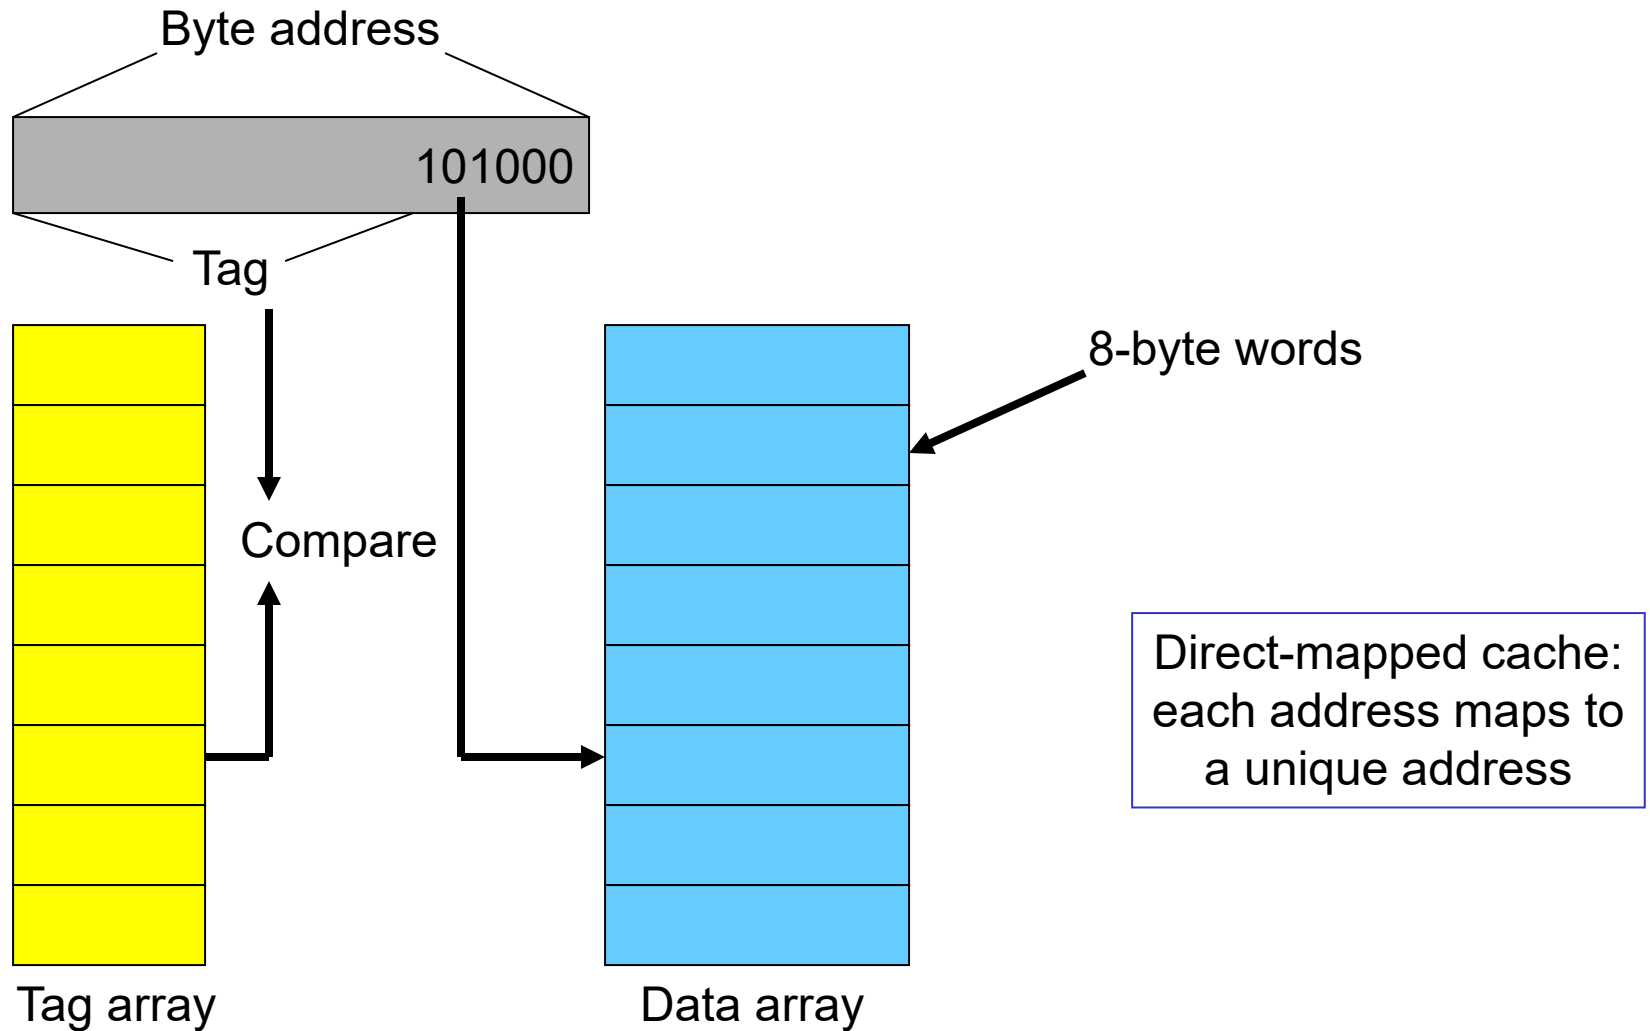 Byte address
101000
Tag
8-byte words
Compare
Direct-mapped cache:
each address maps to
a unique address
Tag array
Data array